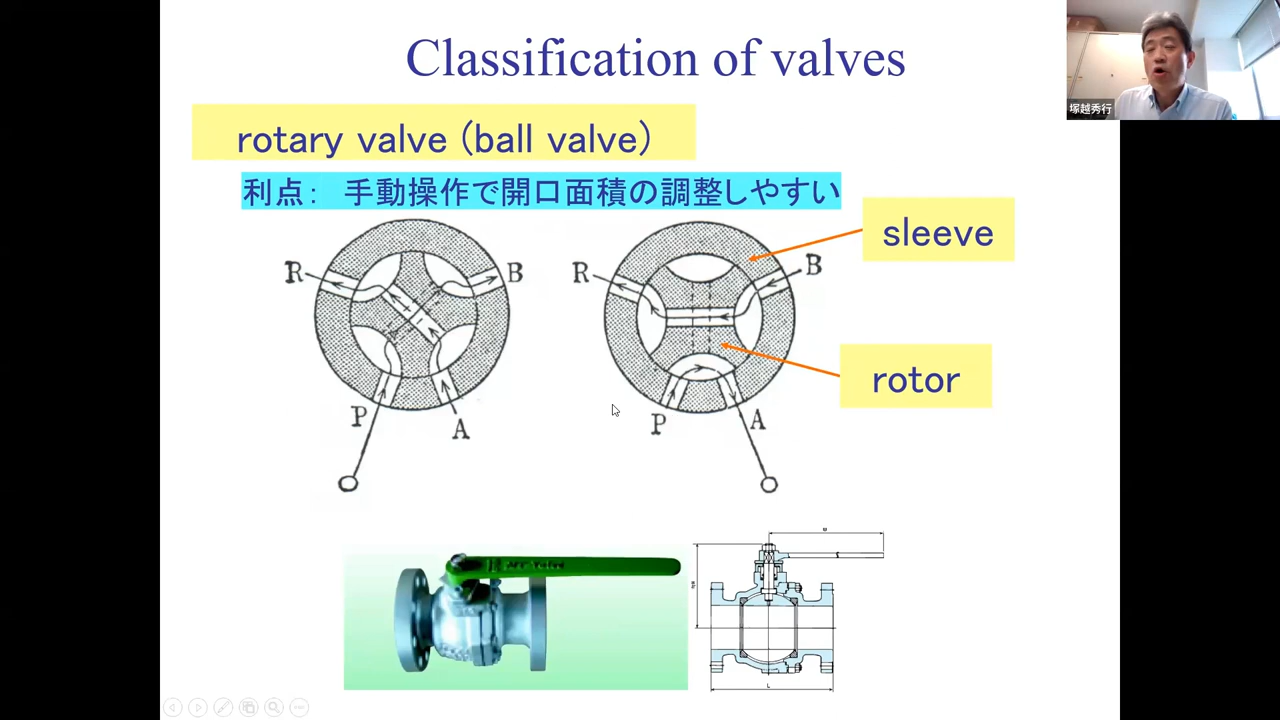 Classification of valves
塚越秀行
rotary valve (ball valve)
利点： 手動操作で開口面積の調整しやすい
sleeve
R
B
R
B
rotor
P
A
P
A
L